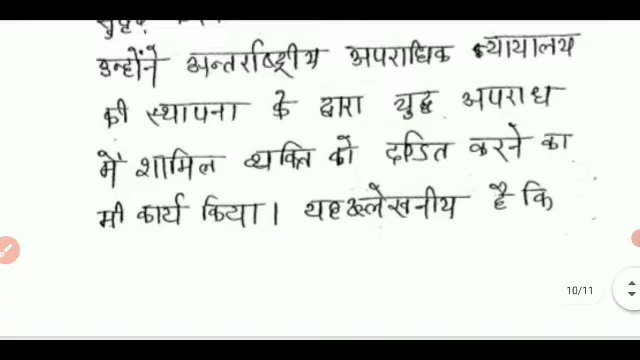 उन्होंने अन्तर्राष्ट्रीय अपराधिक न्यायालय
की स्थापना के द्वारा युद्ध अपराध
में शामिल व्यक्ति को दण्डित करने का
भी कार्य किया। यह उल्लेखनीय है कि
10/11